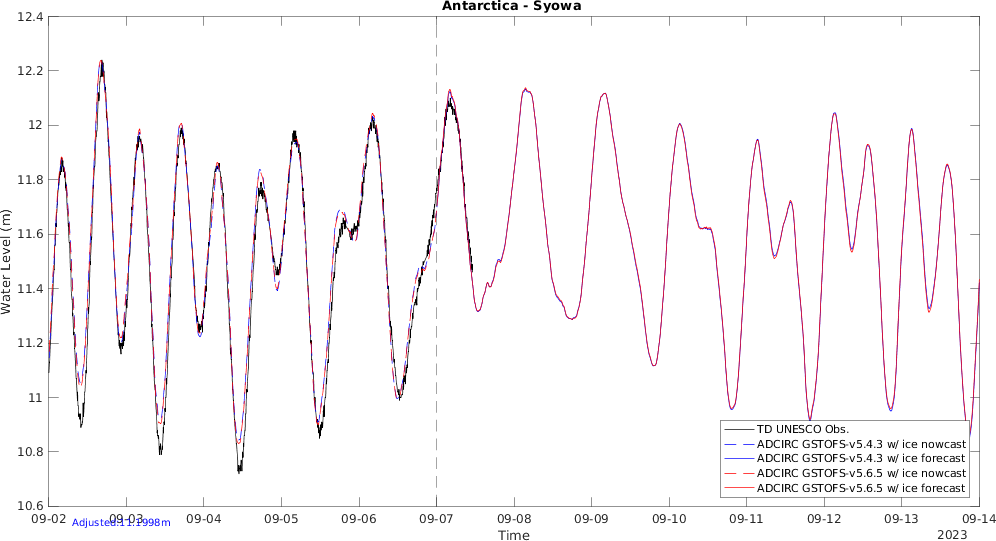 Antarctica - Syowa
12.4
12.2
12
11.8
11.6
11.4
11.2
11
10.8
10.6
Water Level (m)
TD UNESCO Obs.
ADCIRC GSTOFS-v5.4.3 w/ ice nowcast
ADCIRC GSTOFS-v5.4.3 w/ ice forecast
ADCIRC GSTOFS-v5.6.5 w/ ice nowcast
ADCIRC GSTOFS-v5.6.5 w/ ice forecast
09-02 09-03 09-04 09-05 09-06 09-07 09-08 09-09 09-10 09-11 09-12 09-13 09-14
Adjusted:11.1998m
Time
2023